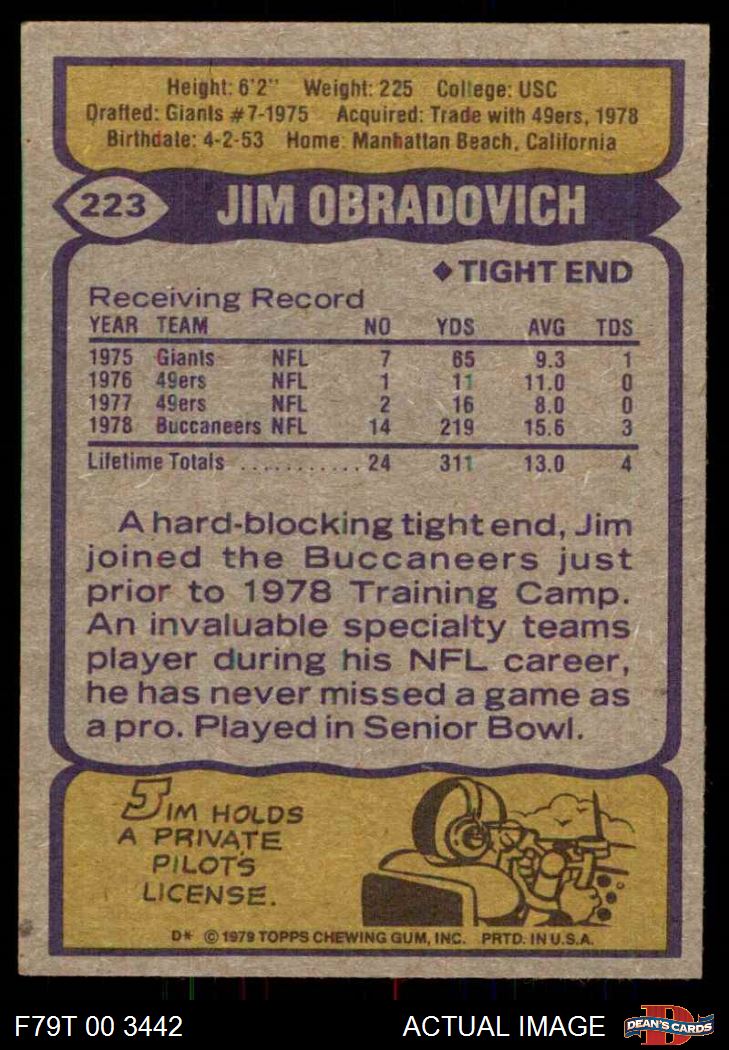 Height: 6'2" Weight: 225 College: USC
Drafted: Giants #7-1975 Acquired: Trade with 49ers, 1978
Birthdate: 4-2-53 Home: Manhattan Beach, California
223 JIM OBRADOVICH
◆TIGHT END
Receiving Record
YEAR TEAM NO YDS AVG TDS
1975 Giants NFL 7 65 9.3 1
1976 49ers NFL 1 11 11.0 0
1977 49ers NFL 2 16 8.0 0
1978 Buccaneers NFL 14 219 15.6 3
Lifetime Totals ........... 24 311 13.0 4
A hard-blocking tight end, Jim
joined the Buccaneers just
prior to 1978 Training Camp.
An invaluable specialty teams
player during his NFL career,
he has never missed a game as
a pro. Played in Senior Bowl.
JIM HOLDS
A PRIVATE
PILOT'S
LICENSE.
D* © 1979 TOPPS CHEWING GUM, INC. PRTD. IN U.S.A.
F79T 00 3442 ACTUAL IMAGE D DEAN'S CARDS